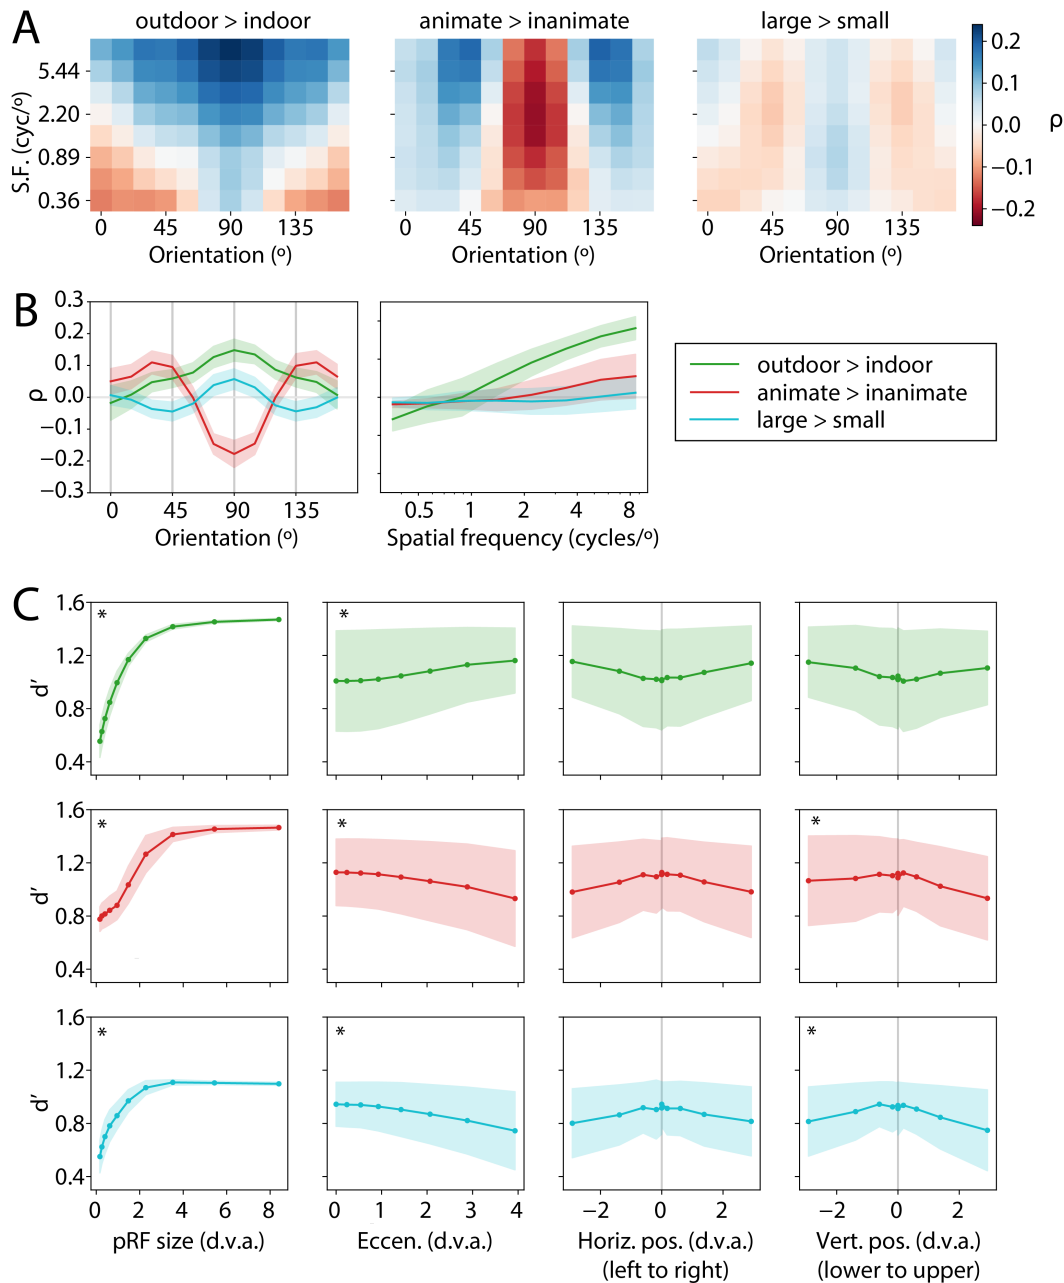 A
outdoor > indoor
animate > inanimate
large > small
S.F. (cyc/º)
5.44
2.20
0.89
0.36
0 45 90 135
0 45 90 135
0 45 90 135
Orientation (º)
Orientation (º)
Orientation (º)
0.2
0.1
0.0
−0.1
−0.2
ρ
B
ρ
0.3
0.2
0.1
0.0
−0.1
−0.2
−0.3
0 45 90 135
Orientation (º)
0.5 1 2 4 8
Spatial frequency (cycles/º)
outdoor > indoor
animate > inanimate
large > small
C
d′
1.6
1.2
0.8
0.4
*
*
d′
1.6
1.2
0.8
0.4
*
*
*
d′
1.6
1.2
0.8
0.4
*
*
*
0 2 4 6 8
pRF size (d.v.a.)
0 1 2 3 4
Eccen. (d.v.a.)
−2 0 2
Horiz. pos. (d.v.a.)
(left to right)
−2 0 2
Vert. pos. (d.v.a.)
(lower to upper)